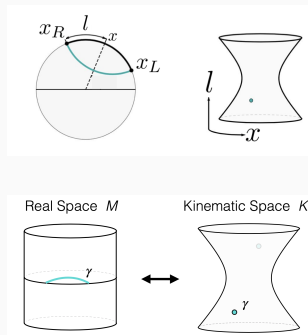 l
x_R
x
x_L
l
x
Real Space M
Kinematic Space K
γ
γ